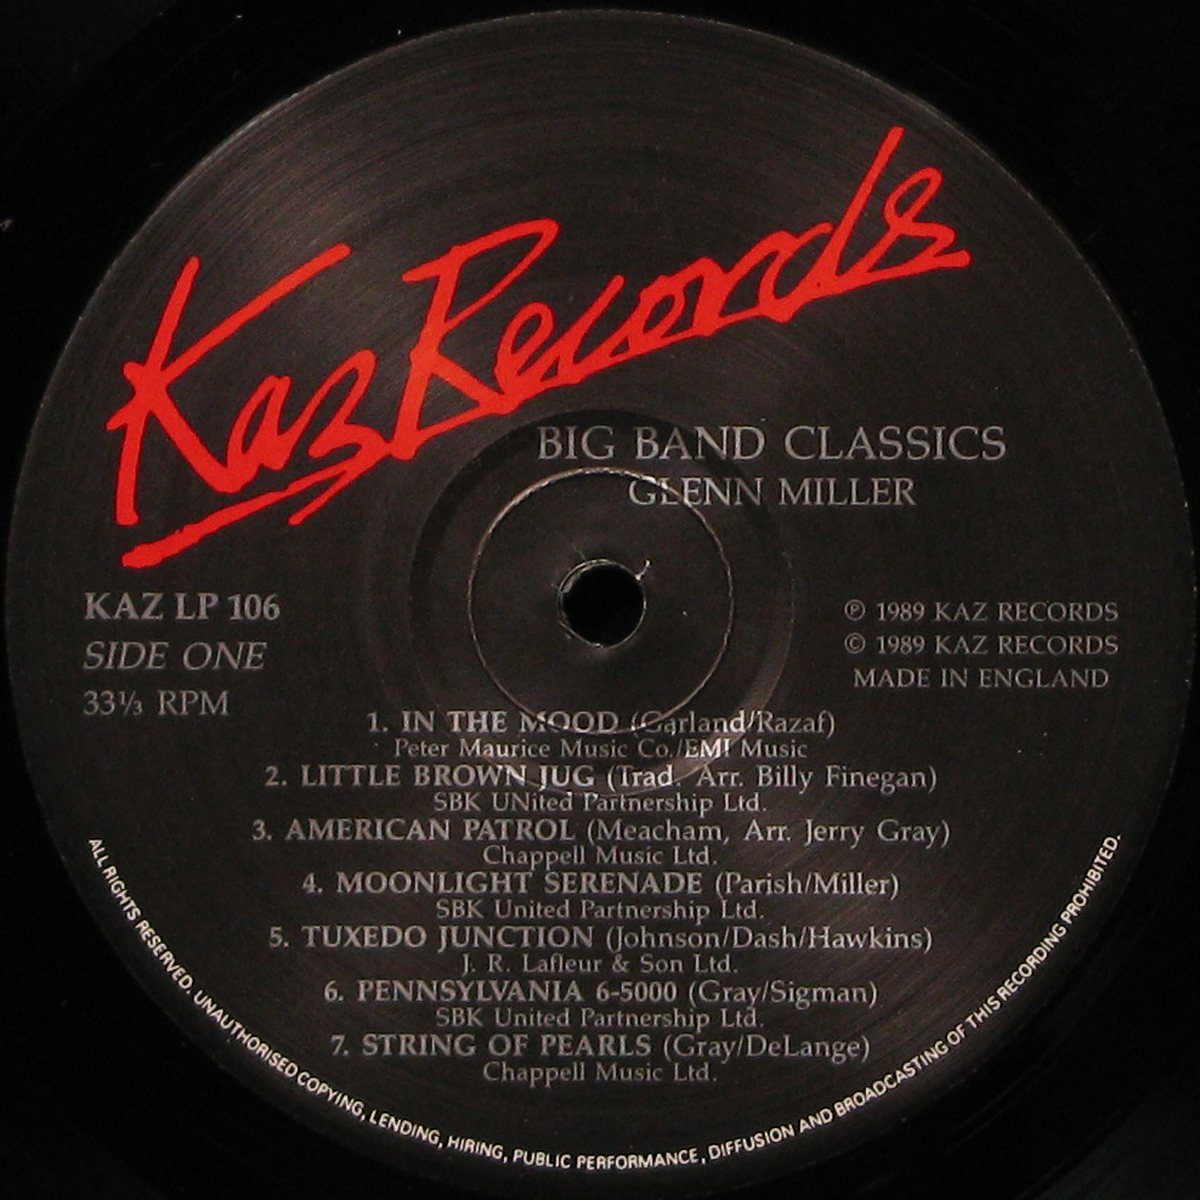 Kaz Records
BIG BAND CLASSICS
GLENN MILLER
KAZ LP 106
SIDE ONE
33⅓ RPM
℗ 1989 KAZ RECORDS
© 1989 KAZ RECORDS
MADE IN ENGLAND
1. IN THE MOOD (Garland/Razaf)
Peter Maurice Music Co./EMI Music
2. LITTLE BROWN JUG (Trad. Arr. Billy Finegan)
SBK UNited Partnership Ltd.
3. AMERICAN PATROL (Meacham, Arr. Jerry Gray)
Chappell Music Ltd.
4. MOONLIGHT SERENADE (Parish/Miller)
SBK United Partnership Ltd.
5. TUXEDO JUNCTION (Johnson/Dash/Hawkins)
J. R. Lafleur & Son Ltd.
6. PENNSYLVANIA 6-5000 (Gray/Sigman)
SBK United Partnership Ltd.
7. STRING OF PEARLS (Gray/DeLange)
Chappell Music Ltd.
ALL RIGHTS RESERVED. UNAUTHORISED COPYING, LENDING, HIRING, PUBLIC PERFORMANCE, DIFFUSION AND BROADCASTING OF THIS RECORDING PROHIBITED.